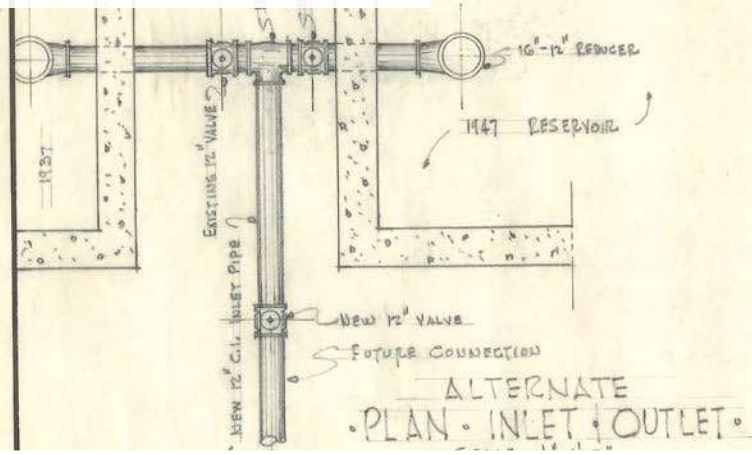 16"-12" REDUCER
1947 RESERVOIR
1937
EXISTING 12" VALVE
NEW 12" C.I. INLET PIPE
NEW 12" VALVE
FUTURE CONNECTION
ALTERNATE
• PLAN • INLET & OUTLET •